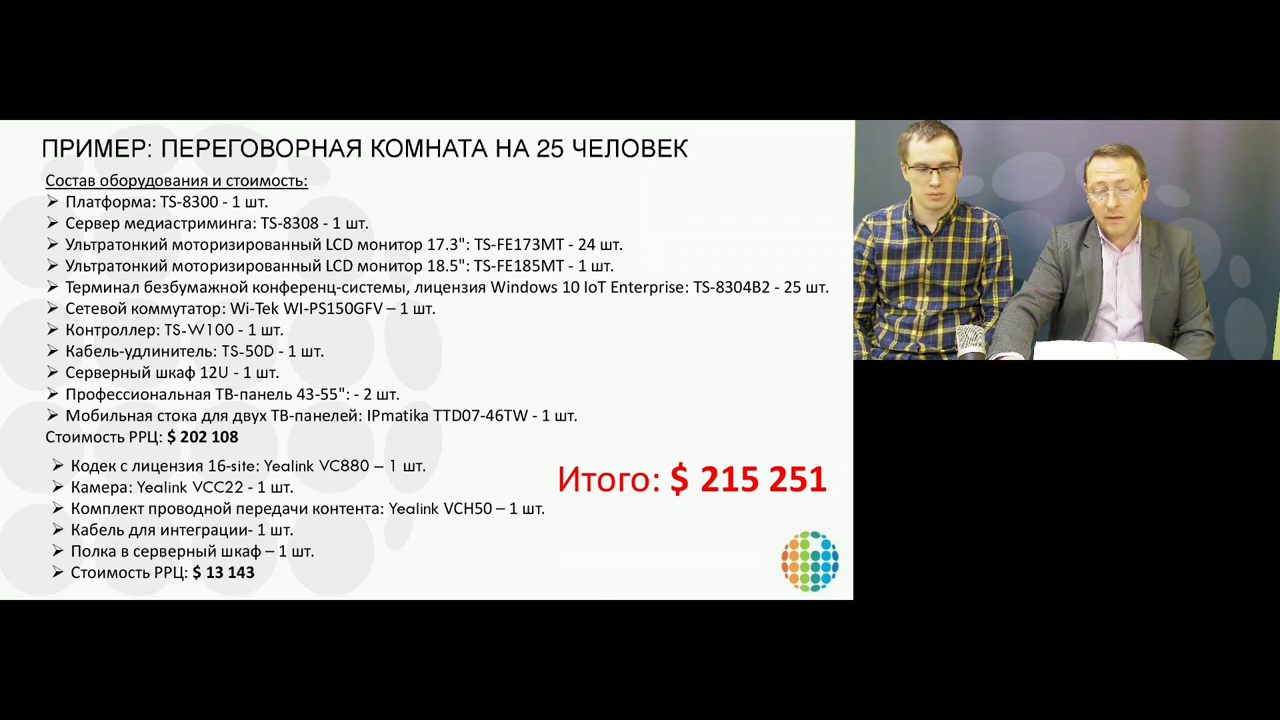 ПРИМЕР: ПЕРЕГОВОРНАЯ КОМНАТА НА 25 ЧЕЛОВЕК
Состав оборудования и стоимость:
➢ Платформа: TS-8300 - 1 шт.
➢ Сервер медиастриминга: TS-8308 - 1 шт.
➢ Ультратонкий моторизированный LCD монитор 17.3": TS-FE173MT - 24 шт.
➢ Ультратонкий моторизированный LCD монитор 18.5": TS-FE185MT - 1 шт.
➢ Терминал безбумажной конференц-системы, лицензия Windows 10 IoT Enterprise: TS-8304B2 - 25 шт.
➢ Сетевой коммутатор: Wi-Tek WI-PS150GFV – 1 шт.
➢ Контроллер: TS-W100 - 1 шт.
➢ Кабель-удлинитель: TS-50D - 1 шт.
➢ Серверный шкаф 12U - 1 шт.
➢ Профессиональная ТВ-панель 43-55": - 2 шт.
➢ Мобильная стока для двух ТВ-панелей: IPmatika TTD07-46TW - 1 шт.
Стоимость РРЦ: $ 202 108
➢ Кодек с лицензия 16-site: Yealink VC880 – 1 шт.
➢ Камера: Yealink VCC22 - 1 шт.
➢ Комплект проводной передачи контента: Yealink VCH50 – 1 шт.
➢ Кабель для интеграции- 1 шт.
➢ Полка в серверный шкаф – 1 шт.
➢ Стоимость РРЦ: $ 13 143
Итого: $ 215 251